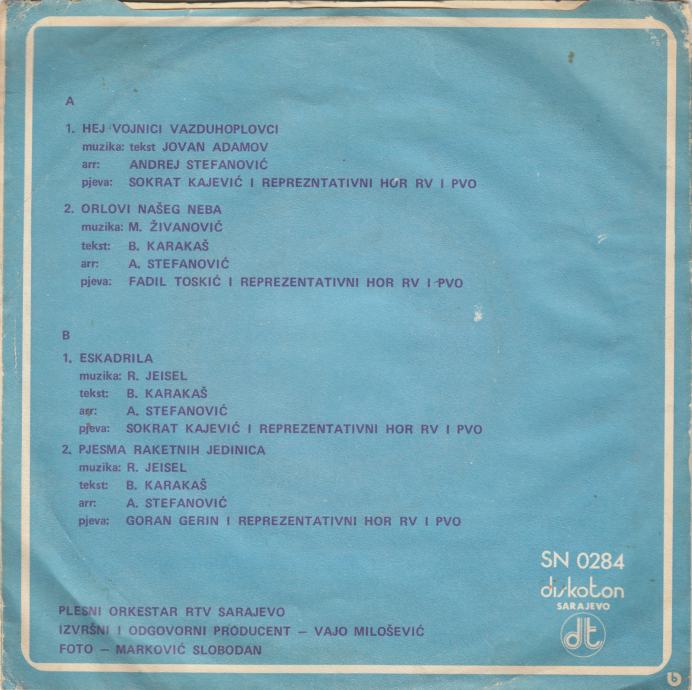 A
1. HEJ VOJNICI VAZDUHOPLOVCI
muzika: tekst JOVAN ADAMOV
arr: ANDREJ STEFANOVIĆ
pjeva: SOKRAT KAJEVIĆ I REPREZNTATIVNI HOR RV I PVO
2. ORLOVI NAŠEG NEBA
muzika: M. ŽIVANOVIĆ
tekst: B. KARAKAŠ
arr: A. STEFANOVIĆ
pjeva: FADIL TOSKIĆ I REPREZENTATIVNI HOR RV I PVO
B
1. ESKADRILA
muzika: R. JEISEL
tekst: B. KARAKAŠ
arr: A. STEFANOVIĆ
pjeva: SOKRAT KAJEVIĆ I REPREZENTATIVNI HOR RV I PVO
2. PJESMA RAKETNIH JEDINICA
muzika: R. JEISEL
tekst: B. KARAKAŠ
arr: A. STEFANOVIĆ
pjeva: GORAN GERIN I REPREZENTATIVNI HOR RV I PVO
SN 0284
diskoton
SARAJEVO
dt
PLESNI ORKESTAR RTV SARAJEVO
IZVRŠNI I ODGOVORNI PRODUCENT – VAJO MILOŠEVIĆ
FOTO – MARKOVIĆ SLOBODAN
b